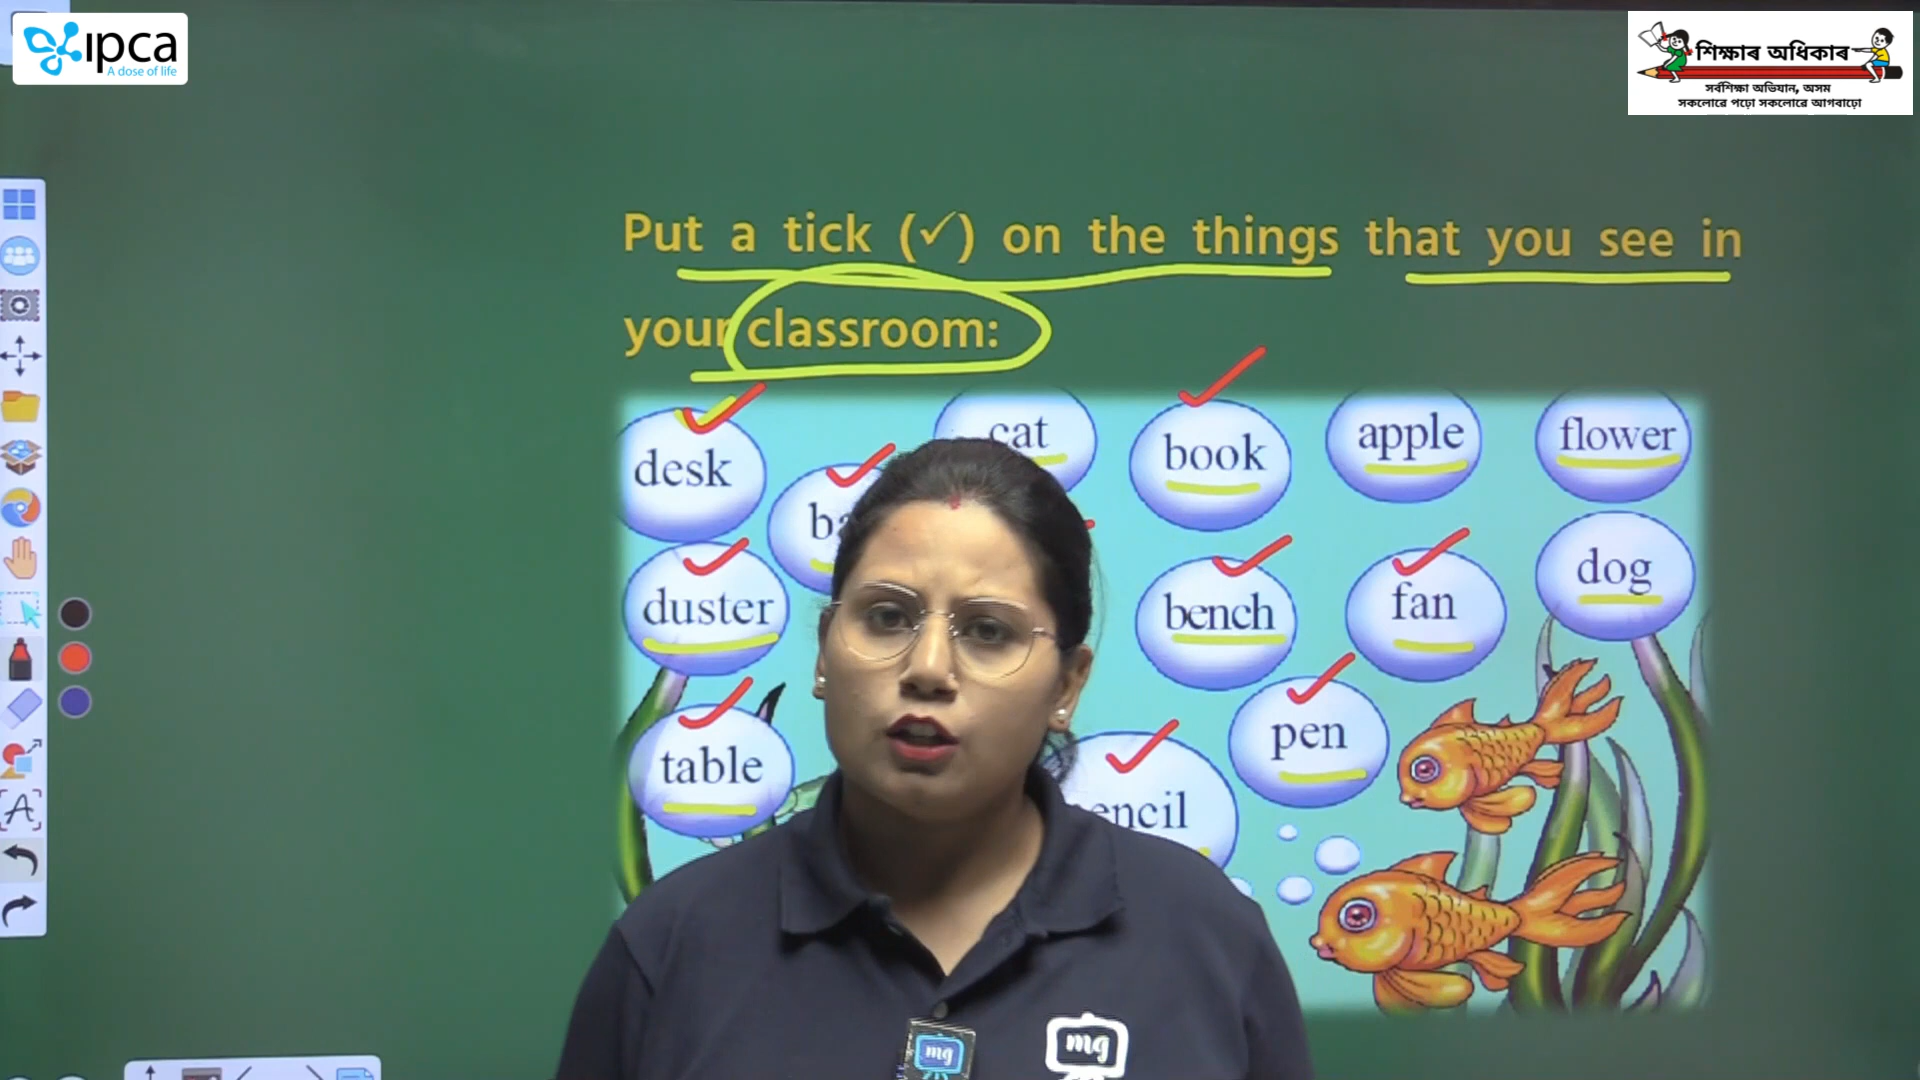 ipca
A dose of life
শিক্ষাৰ অধিকাৰ
সৰ্বশিক্ষা অভিযান, অসম
সকলোৱে পঢ়ো সকলোৱে আগবাঢ়ো
Put a tick (✓) on the things that you see in
your classroom:
desk
cat
book
apple
flower
duster
bench
fan
dog
table
pen
mg
mg